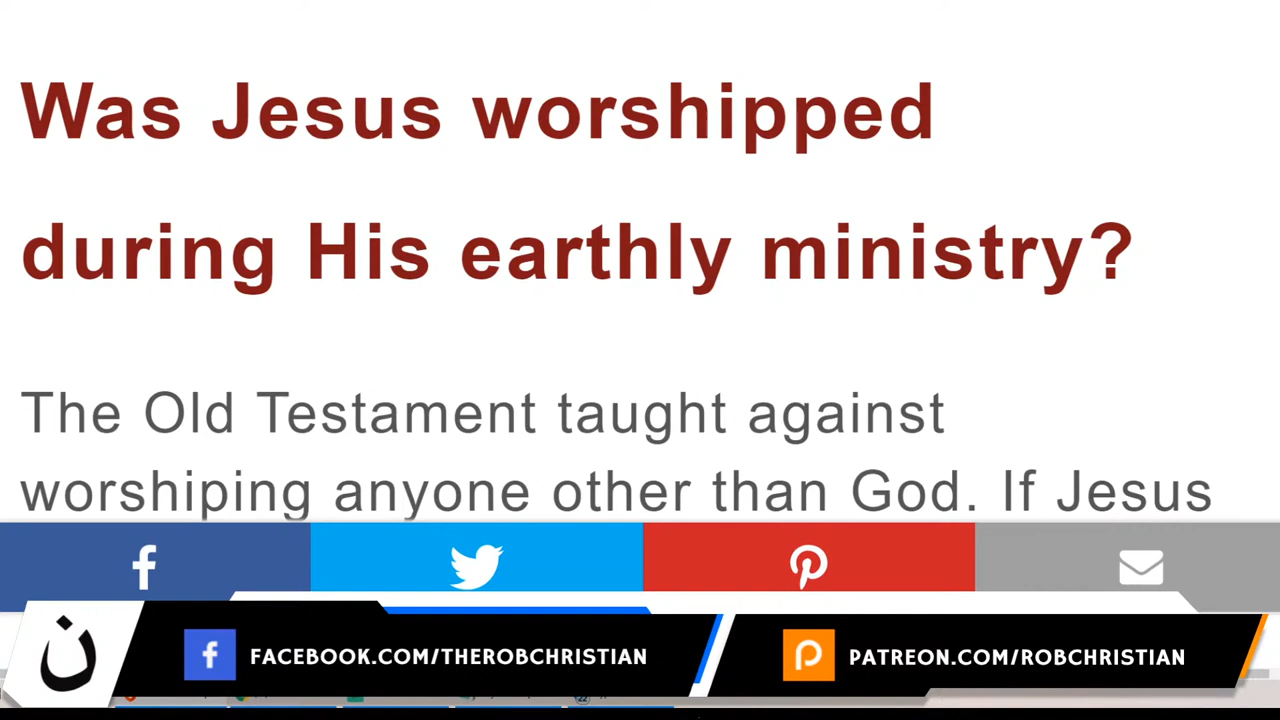 Was Jesus worshipped
during His earthly ministry?
The Old Testament taught against
worshiping anyone other than God. If Jesus
ن
FACEBOOK.COM/THEROBCHRISTIAN
PATREON.COM/ROBCHRISTIAN